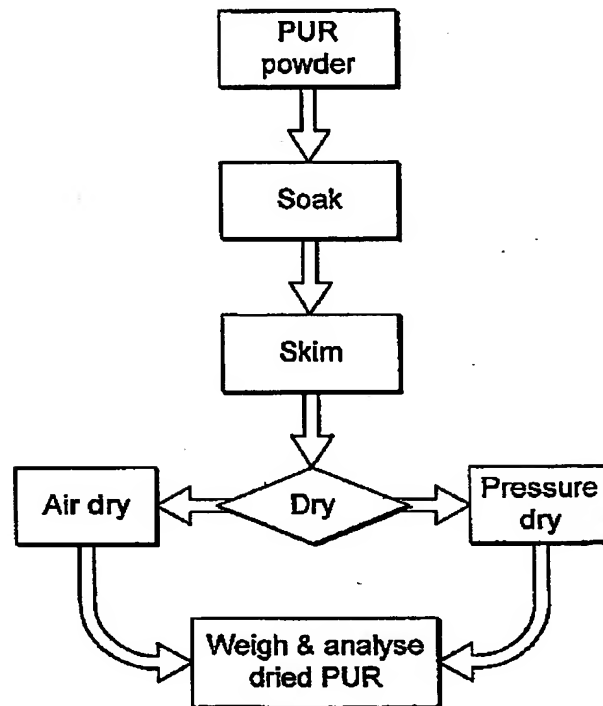 PUR
powder
Soak
Skim
Air dry
Dry
Pressure
dry
Weigh & analyse
dried PUR